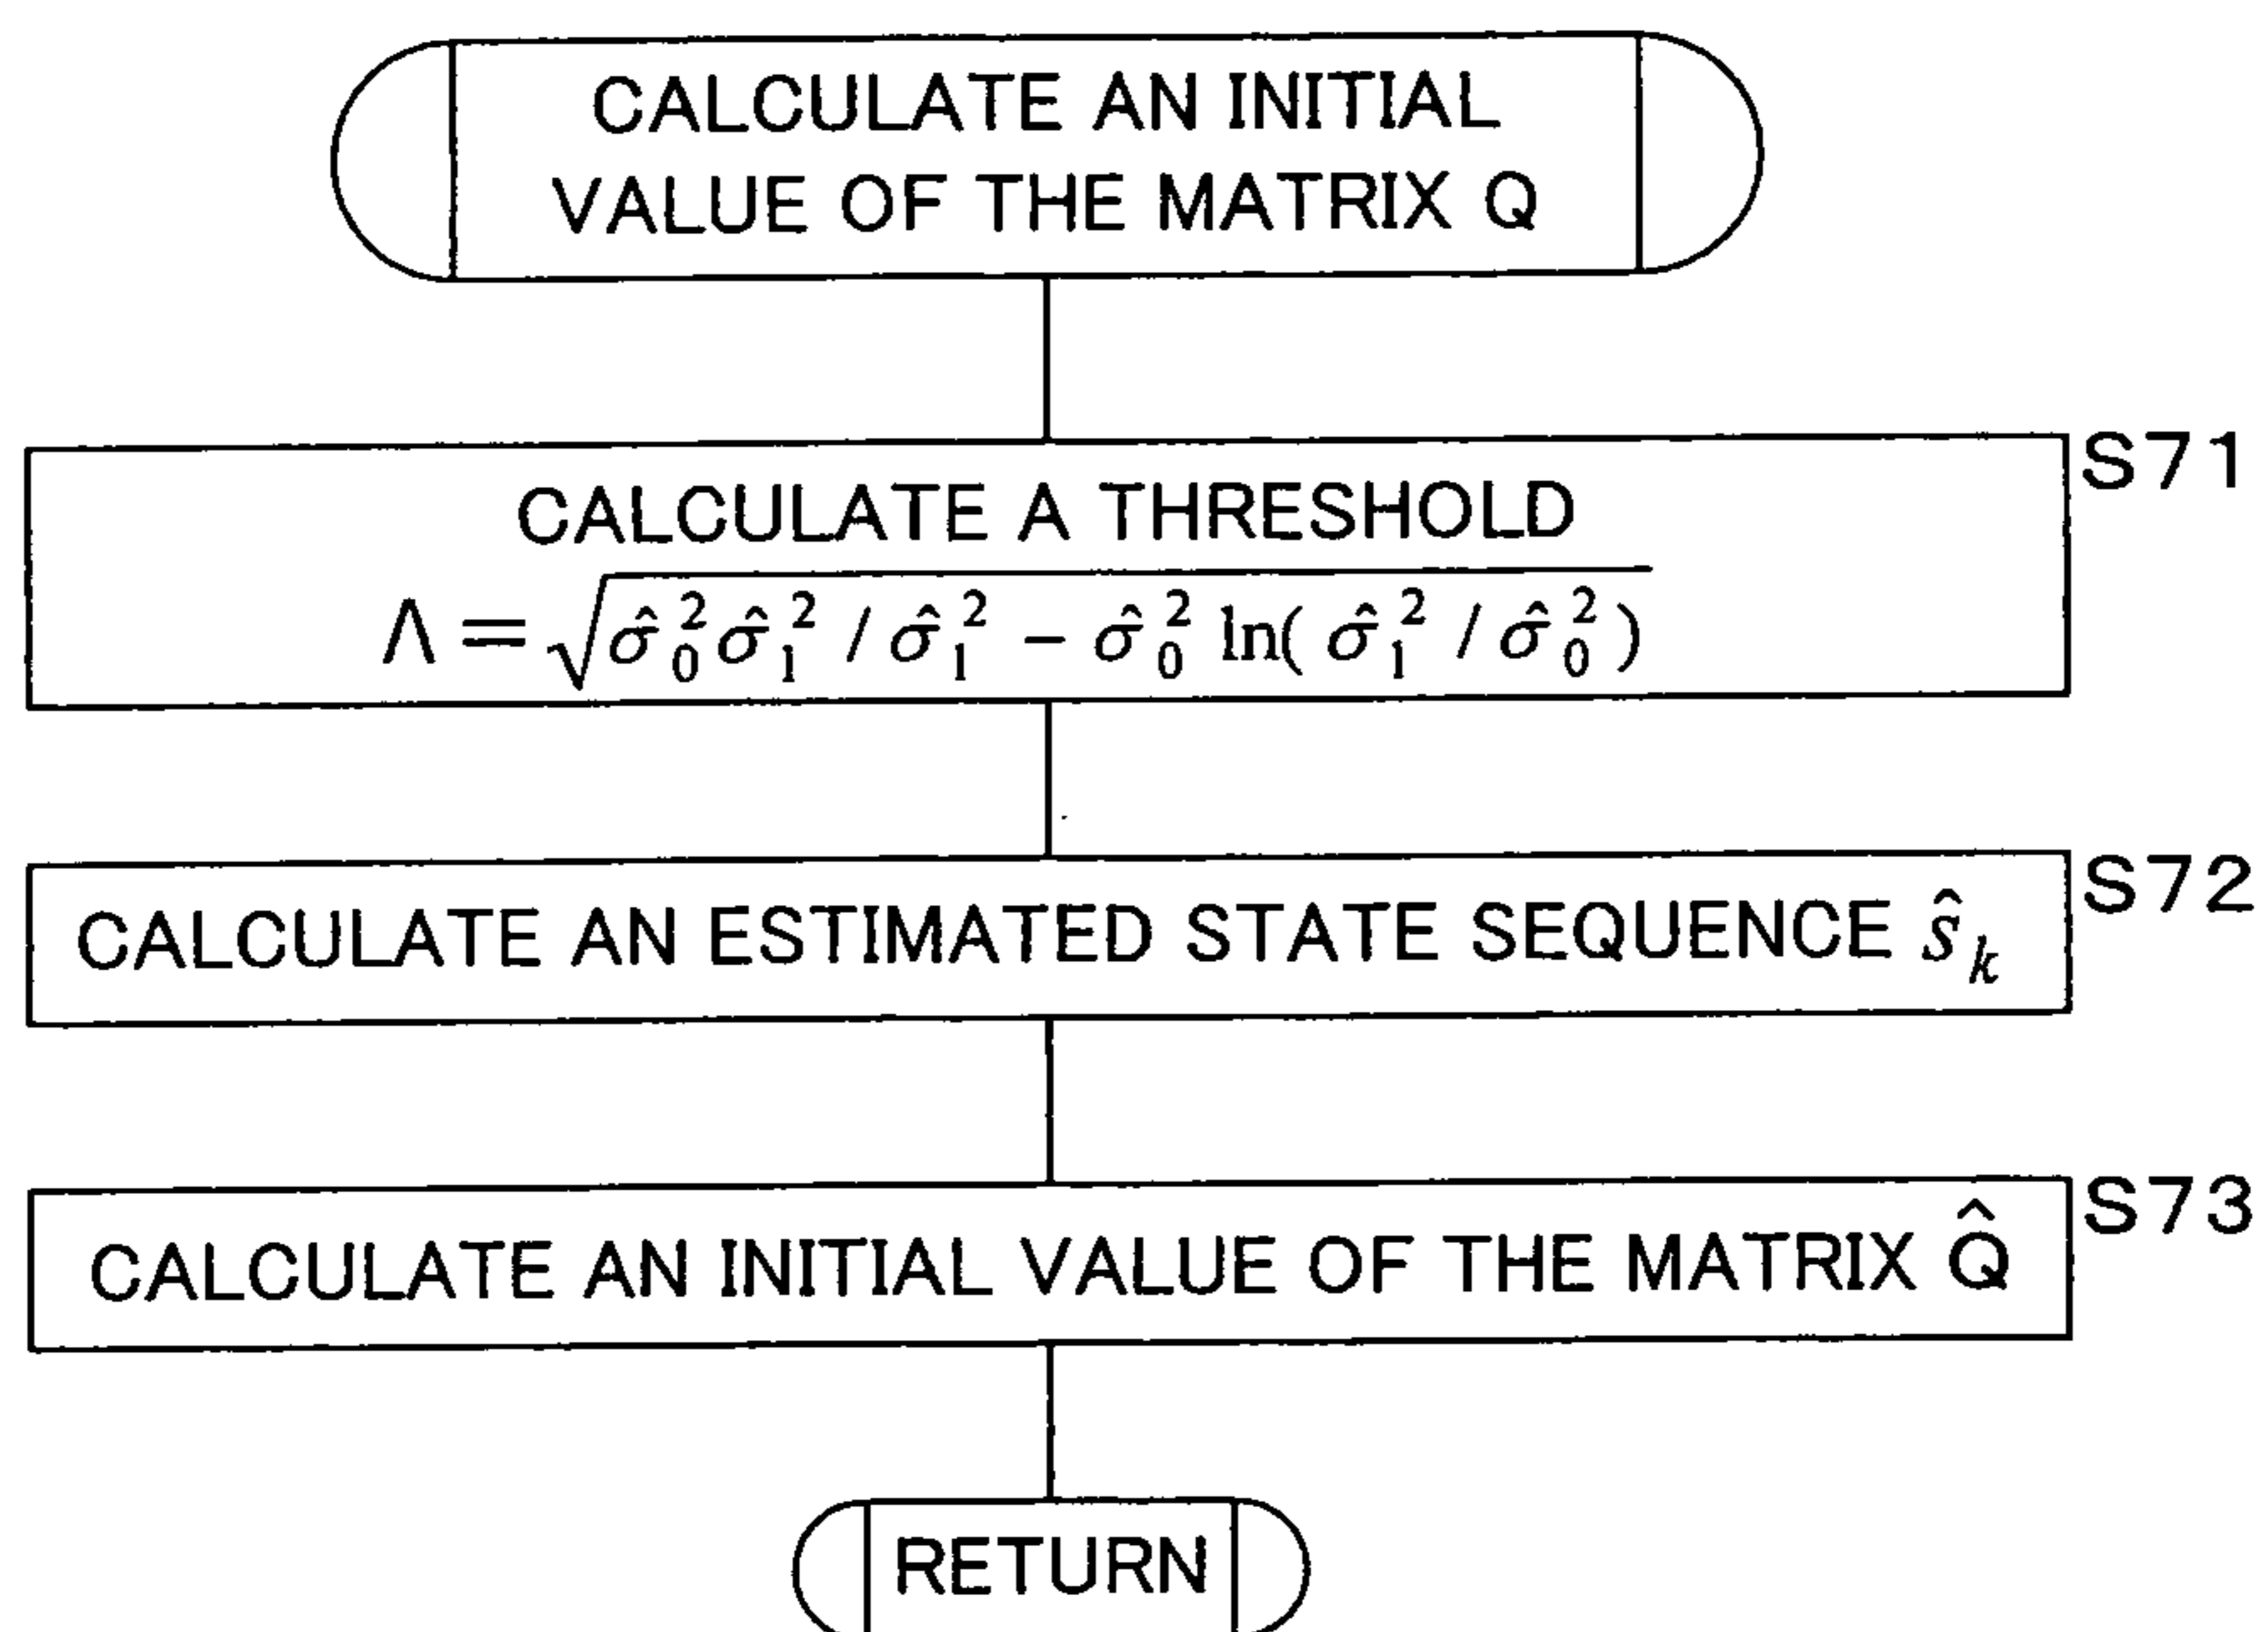 CALCULATE AN INITIAL
VALUE OF THE MATRIX Q
S71
CALCULATE A THRESHOLD
Λ = √σ̂₀² σ̂₁² / σ̂₁² − σ̂₀² ln( σ̂₁² / σ̂₀² )
S72
CALCULATE AN ESTIMATED STATE SEQUENCE ŝₖ
S73
CALCULATE AN INITIAL VALUE OF THE MATRIX Q̂
RETURN